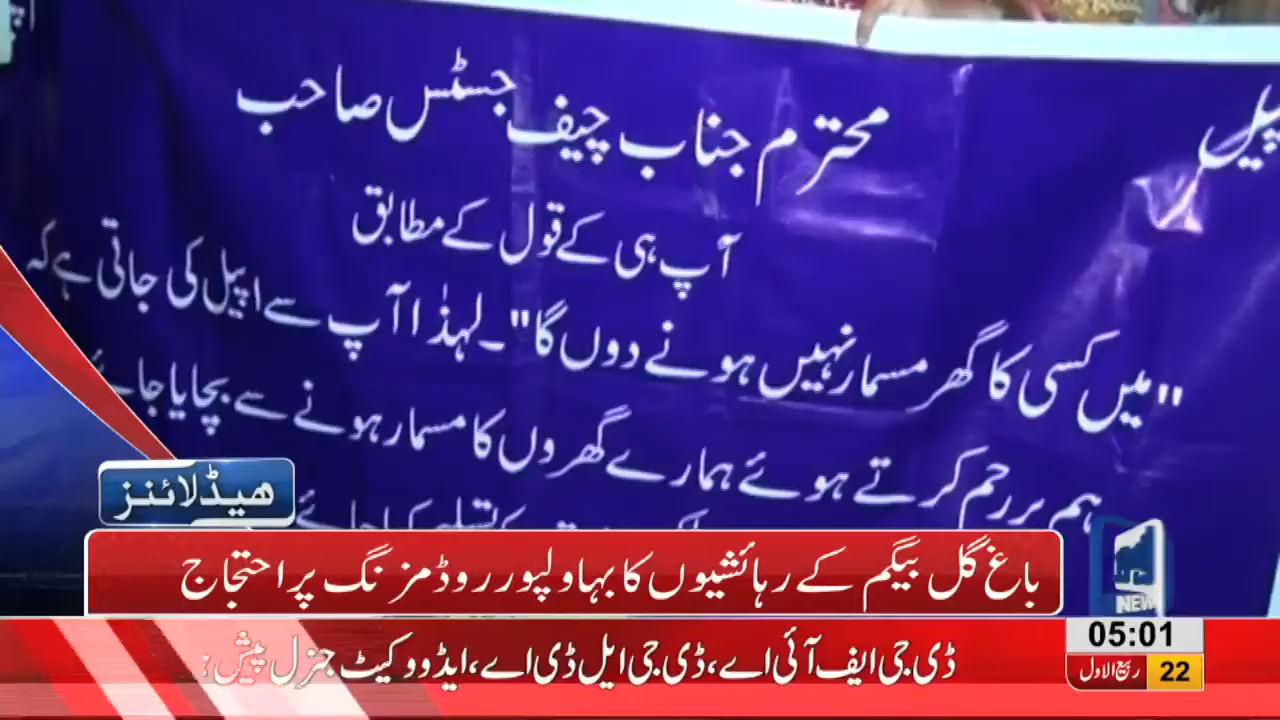 محترم جناب چیف جسٹس صاحب
آپ ہی کے قول کے مطابق
"میں کسی کا گھر مسمار نہیں ہونے دوں گا"۔ لہذٰا آپ سے اپیل کی جاتی ہے کہ
ہم پر رحم کرتے ہوئے ہمارے گھروں کا مسمار ہونے سے بچایا جائے
ھیڈلائنز
باغ گل بیگم کے رہائشیوں کا بہاولپور روڈ مزنگ پر احتجاج
NEWS
ڈی جی ایف آئی اے، ڈی جی ایل ڈی اے، ایڈووکیٹ جنرل پیش
05:01
22 ربیع الاول